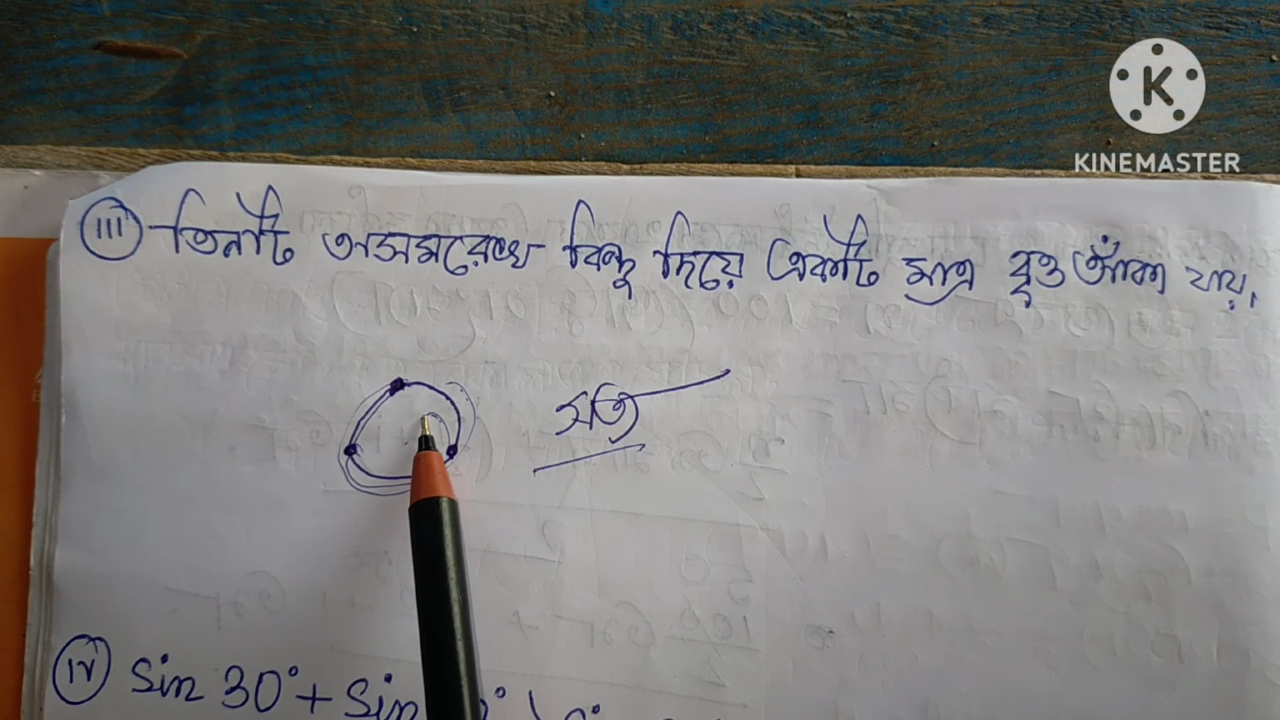 KINEMASTER
(iii) তিনটি অসমরেখ বিন্দু দিয়ে একটি মাত্র বৃত্ত আঁকা যায়।
সত্যি
(iv) sin 30° + sin